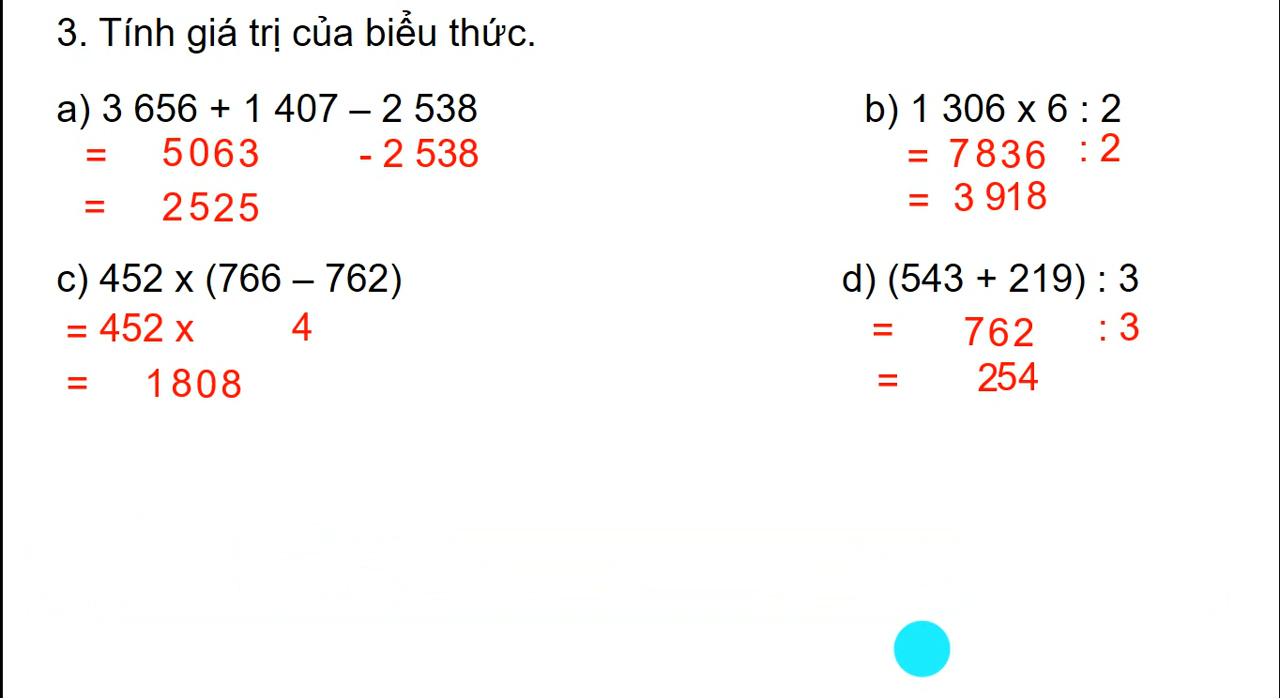 3. Tính giá trị của biểu thức.
a) 3 656 + 1 407 – 2 538
= 5063 - 2 538
= 2525
b) 1 306 x 6 : 2
= 7836 : 2
= 3 918
c) 452 x (766 – 762)
= 452 x 4
= 1808
d) (543 + 219) : 3
= 762 : 3
= 254